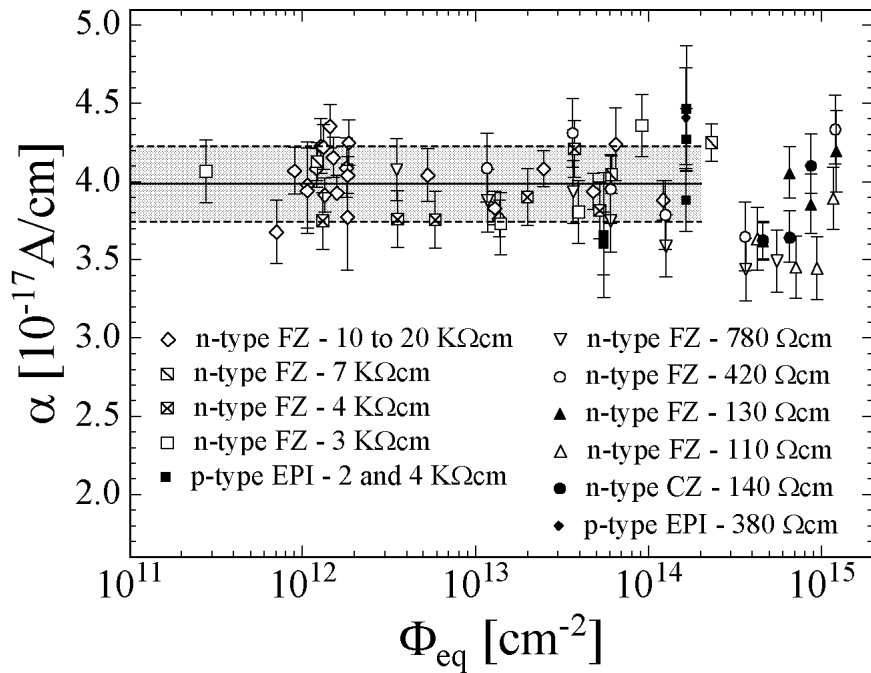 α [10⁻¹⁷A/cm]
5.0
4.5
4.0
3.5
3.0
2.5
2.0
n-type FZ - 10 to 20 KΩcm
n-type FZ - 7 KΩcm
n-type FZ - 4 KΩcm
n-type FZ - 3 KΩcm
p-type EPI - 2 and 4 KΩcm
n-type FZ - 780 Ωcm
n-type FZ - 420 Ωcm
n-type FZ - 130 Ωcm
n-type FZ - 110 Ωcm
n-type CZ - 140 Ωcm
p-type EPI - 380 Ωcm
10¹¹ 10¹² 10¹³ 10¹⁴ 10¹⁵
Φeq [cm⁻²]